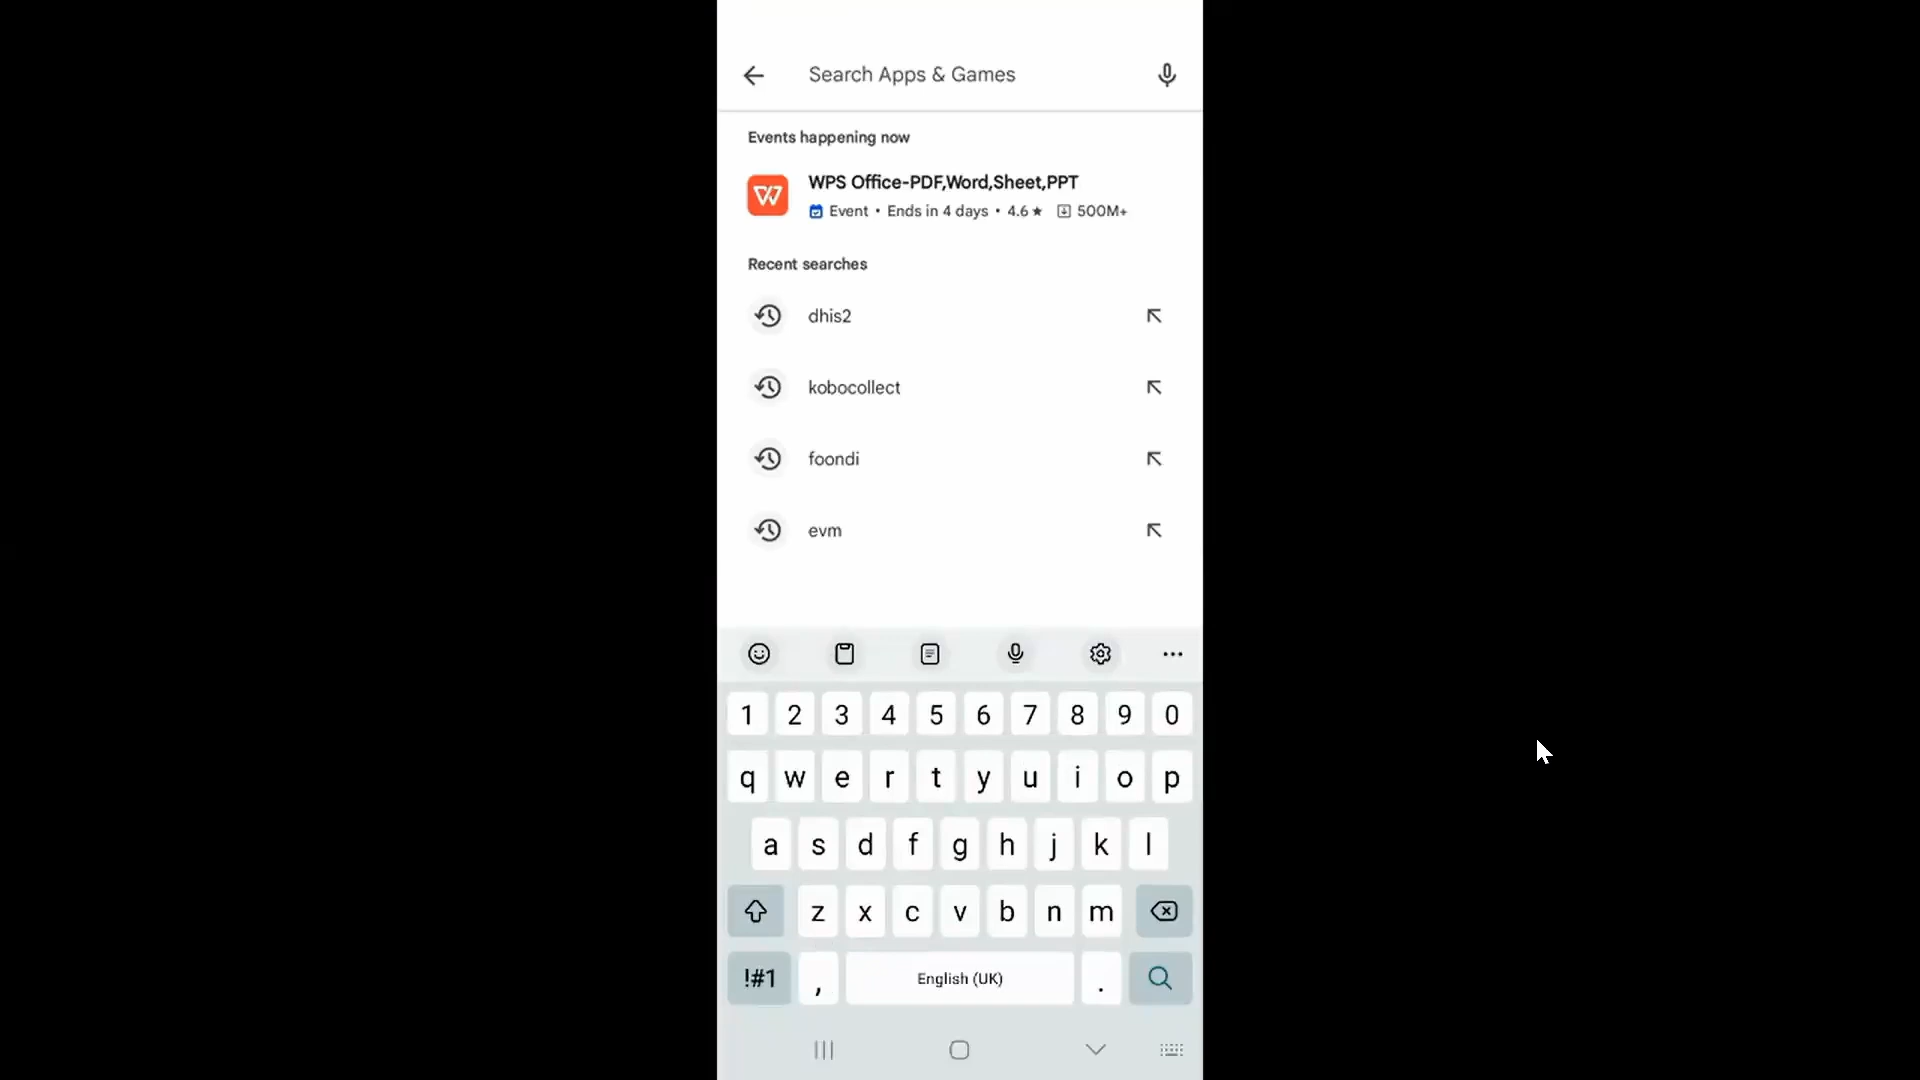 Search Apps & Games
Events happening now
WPS Office-PDF,Word,Sheet,PPT
Event • Ends in 4 days • 4.6★ 500M+
Recent searches
dhis2
kobocollect
foondi
evm
1 2 3 4 5 6 7 8 9 0
q w e r t y u i o p
a s d f g h j k l
z x c v b n m
!#1 , English (UK) .